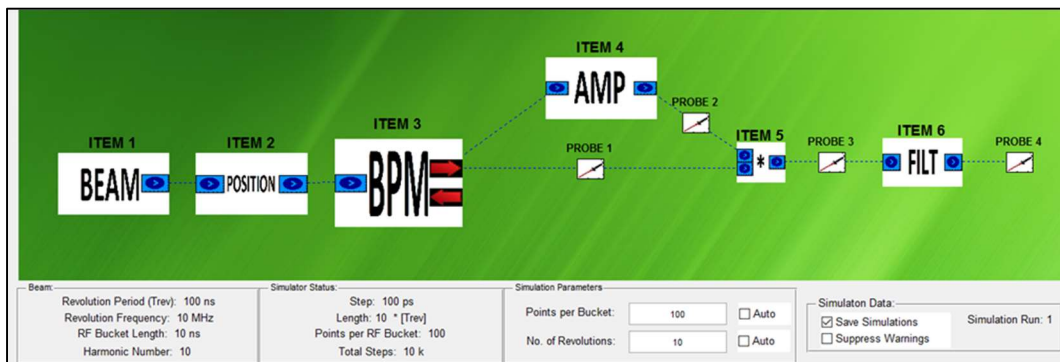 ITEM 4
AMP
PROBE 2
ITEM 1
BEAM
ITEM 2
POSITION
ITEM 3
BPM
PROBE 1
ITEM 5
*
PROBE 3
ITEM 6
FILT
PROBE 4
Beam:
Revolution Period (Trev): 100 ns
Revolution Frequency: 10 MHz
RF Bucket Length: 10 ns
Harmonic Number: 10
Simulator Status:
Step: 100 ps
Length: 10 * [Trev]
Points per RF Bucket: 100
Total Steps: 10 k
Simulation Parameters
Points per Bucket: 100 Auto
No. of Revolutions: 10 Auto
Simulaton Data:
Save Simulations Simulation Run: 1
Suppress Warnings